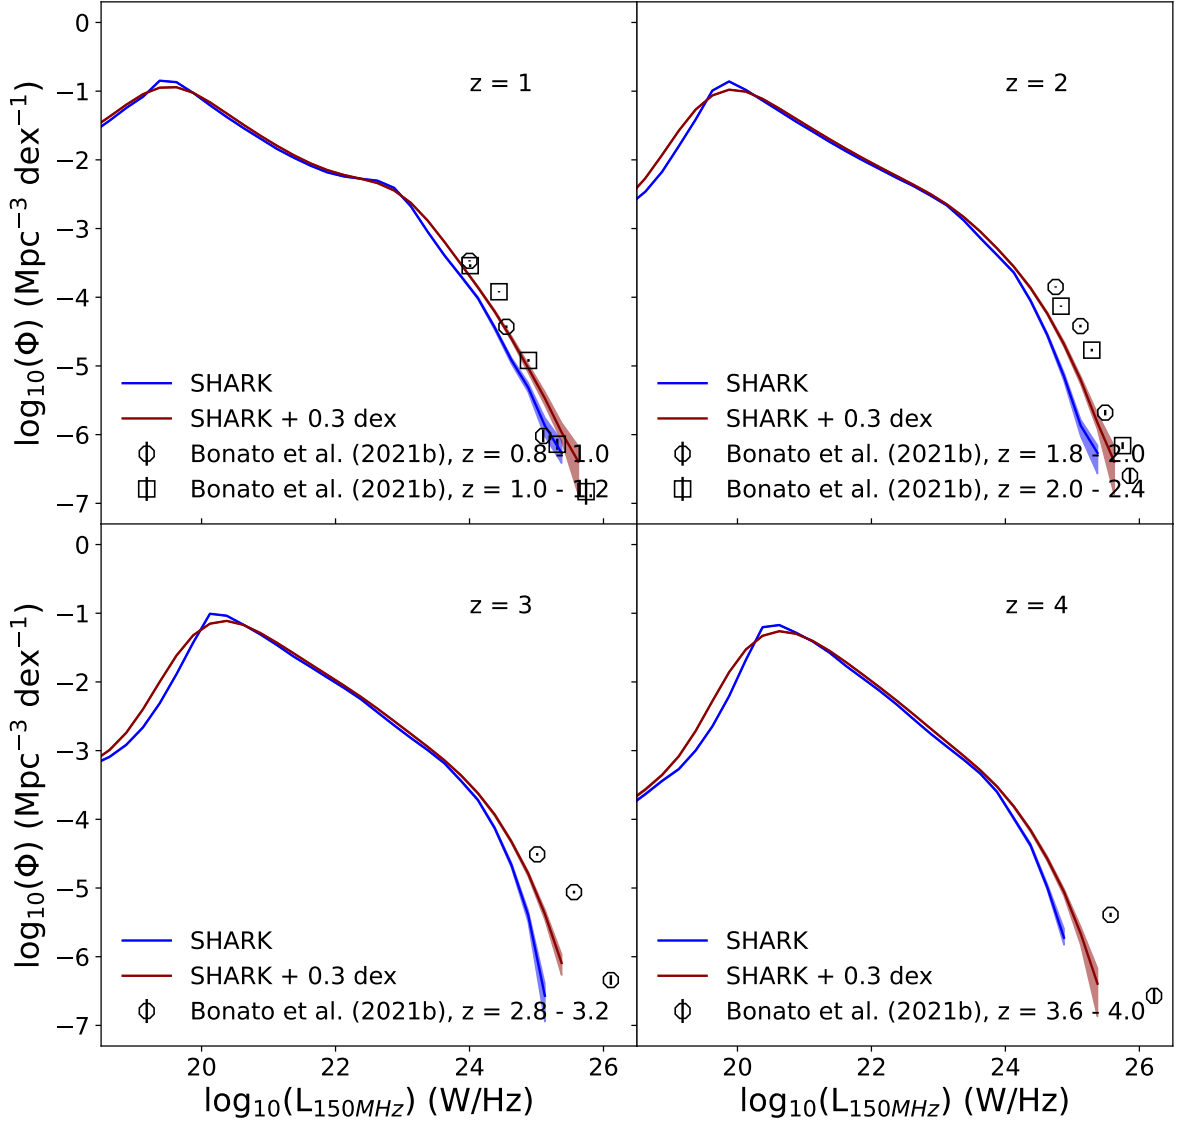 0
−1
−2
−3
−4
−5
−6
−7
log₁₀(Φ) (Mpc⁻³ dex⁻¹)
z = 1
SHARK
SHARK + 0.3 dex
Bonato et al. (2021b), z = 0.8 - 1.0
Bonato et al. (2021b), z = 1.0 - 1.2
z = 2
SHARK
SHARK + 0.3 dex
Bonato et al. (2021b), z = 1.8 - 2.0
Bonato et al. (2021b), z = 2.0 - 2.4
0
−1
−2
−3
−4
−5
−6
−7
log₁₀(Φ) (Mpc⁻³ dex⁻¹)
z = 3
SHARK
SHARK + 0.3 dex
Bonato et al. (2021b), z = 2.8 - 3.2
20 22 24 26
log₁₀(L₁₅₀MHz) (W/Hz)
z = 4
SHARK
SHARK + 0.3 dex
Bonato et al. (2021b), z = 3.6 - 4.0
20 22 24 26
log₁₀(L₁₅₀MHz) (W/Hz)